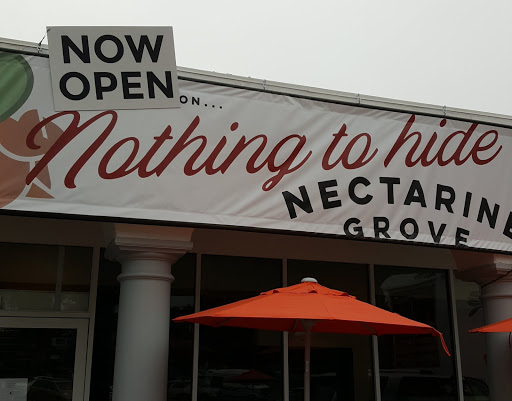 NOW
OPEN
ON...
Nothing to hide
NECTARINE
GROVE